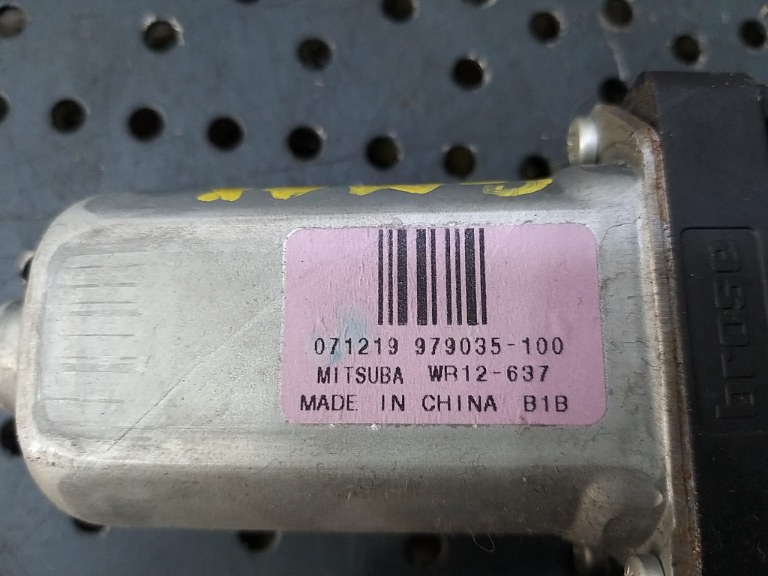 071219 979035-100
MITSUBA WR12-637
MADE IN CHINA B1B
brose